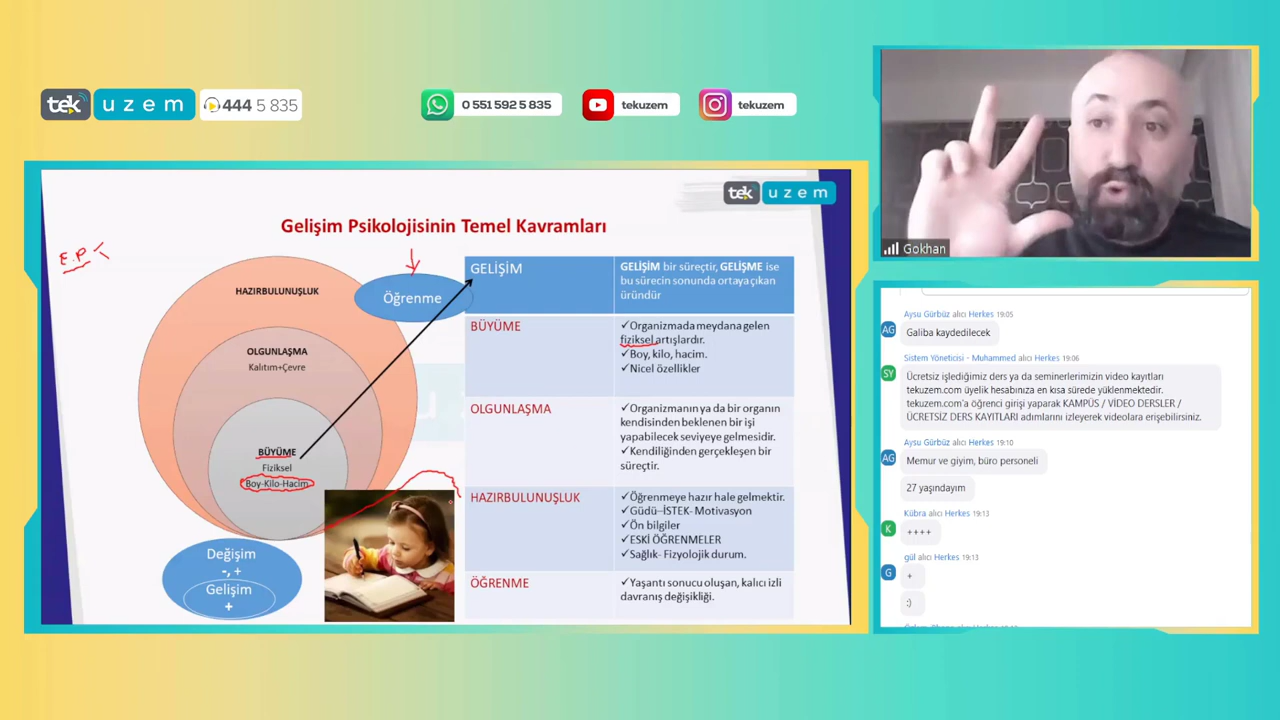 tek uzem
444 5 835
0 551 592 5 835
tekuzem
tekuzem
tek uzem
Gelişim Psikolojisinin Temel Kavramları
E.P
HAZIRBULUNUŞLUK
Öğrenme
OLGUNLAŞMA
Kalıtım+Çevre
BÜYÜME
Fiziksel
Boy-Kilo-Hacim
Değişim
-, +
Gelişim
+
GELİŞİM
GELİŞİM bir süreçtir, GELİŞME ise
bu sürecin sonunda ortaya çıkan
üründür
BÜYÜME
✓Organizmada meydana gelen
fiziksel artışlardır.
✓Boy, kilo, hacim.
✓Nicel özellikler
OLGUNLAŞMA
✓Organizmanın ya da bir organın
kendisinden beklenen bir işi
yapabilecek seviyeye gelmesidir.
✓Kendiliğinden gerçekleşen bir
süreçtir.
HAZIRBULUNUŞLUK
✓Öğrenmeye hazır hale gelmektir.
✓Güdü–İSTEK- Motivasyon
✓Ön bilgiler
✓ESKİ ÖĞRENMELER
✓Sağlık- Fizyolojik durum.
ÖĞRENME
✓Yaşantı sonucu oluşan, kalıcı izli
davranış değişikliği.
Gokhan
Aysu Gürbüz alıcı Herkes 19:05
AG
Galiba kaydedilecek
Sistem Yöneticisi - Muhammed alıcı Herkes 19:06
SY
Ücretsiz işlediğimiz ders ya da seminerlerimizin video kayıtları
tekuzem.com üyelik hesabınıza en kısa sürede yüklenmektedir.
tekuzem.com'a öğrenci girişi yaparak KAMPÜS / VİDEO DERSLER /
ÜCRETSİZ DERS KAYITLARI adımlarını izleyerek videolara erişebilirsiniz.
Aysu Gürbüz alıcı Herkes 19:10
AG
Memur ve giyim, büro personeli
27 yaşındayım
Kübra alıcı Herkes 19:13
K
++++
gül alıcı Herkes 19:13
G
+
:)